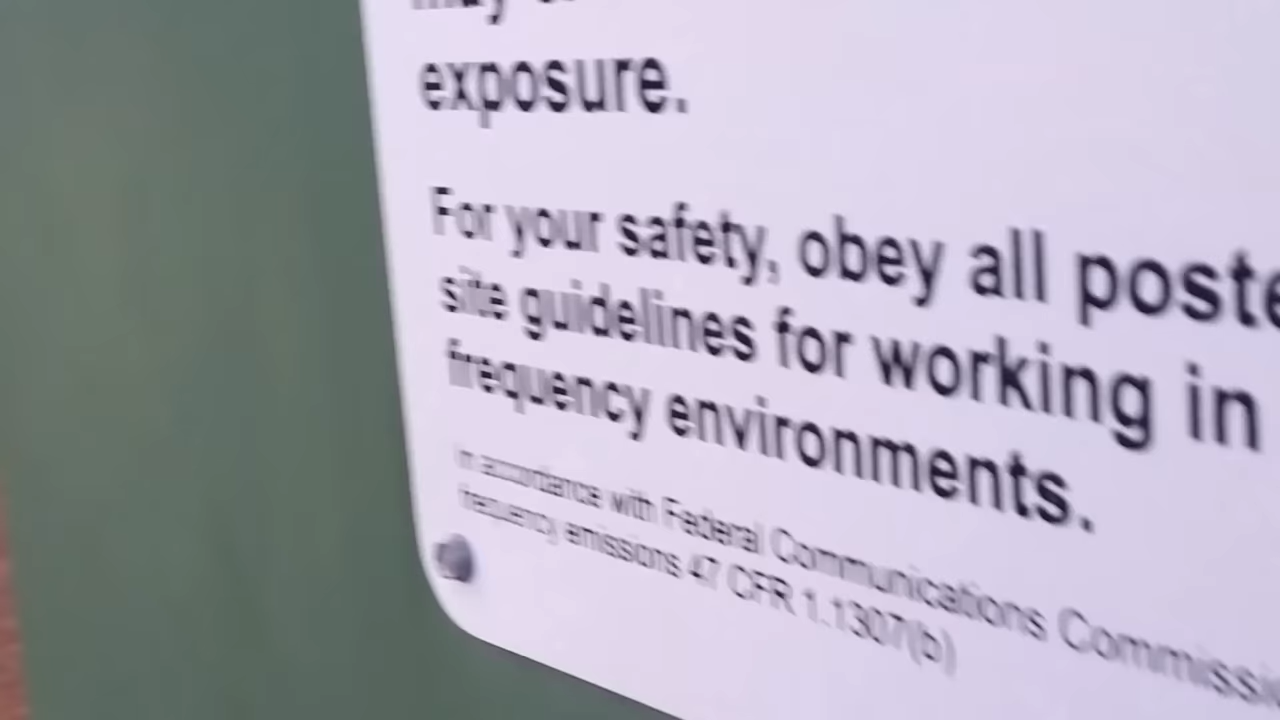 may
exposure.
For your safety, obey all poste
site guidelines for working in
frequency environments.
In accordance with Federal Communications Commissi
frequency emissions 47 CFR 1.1307(b)